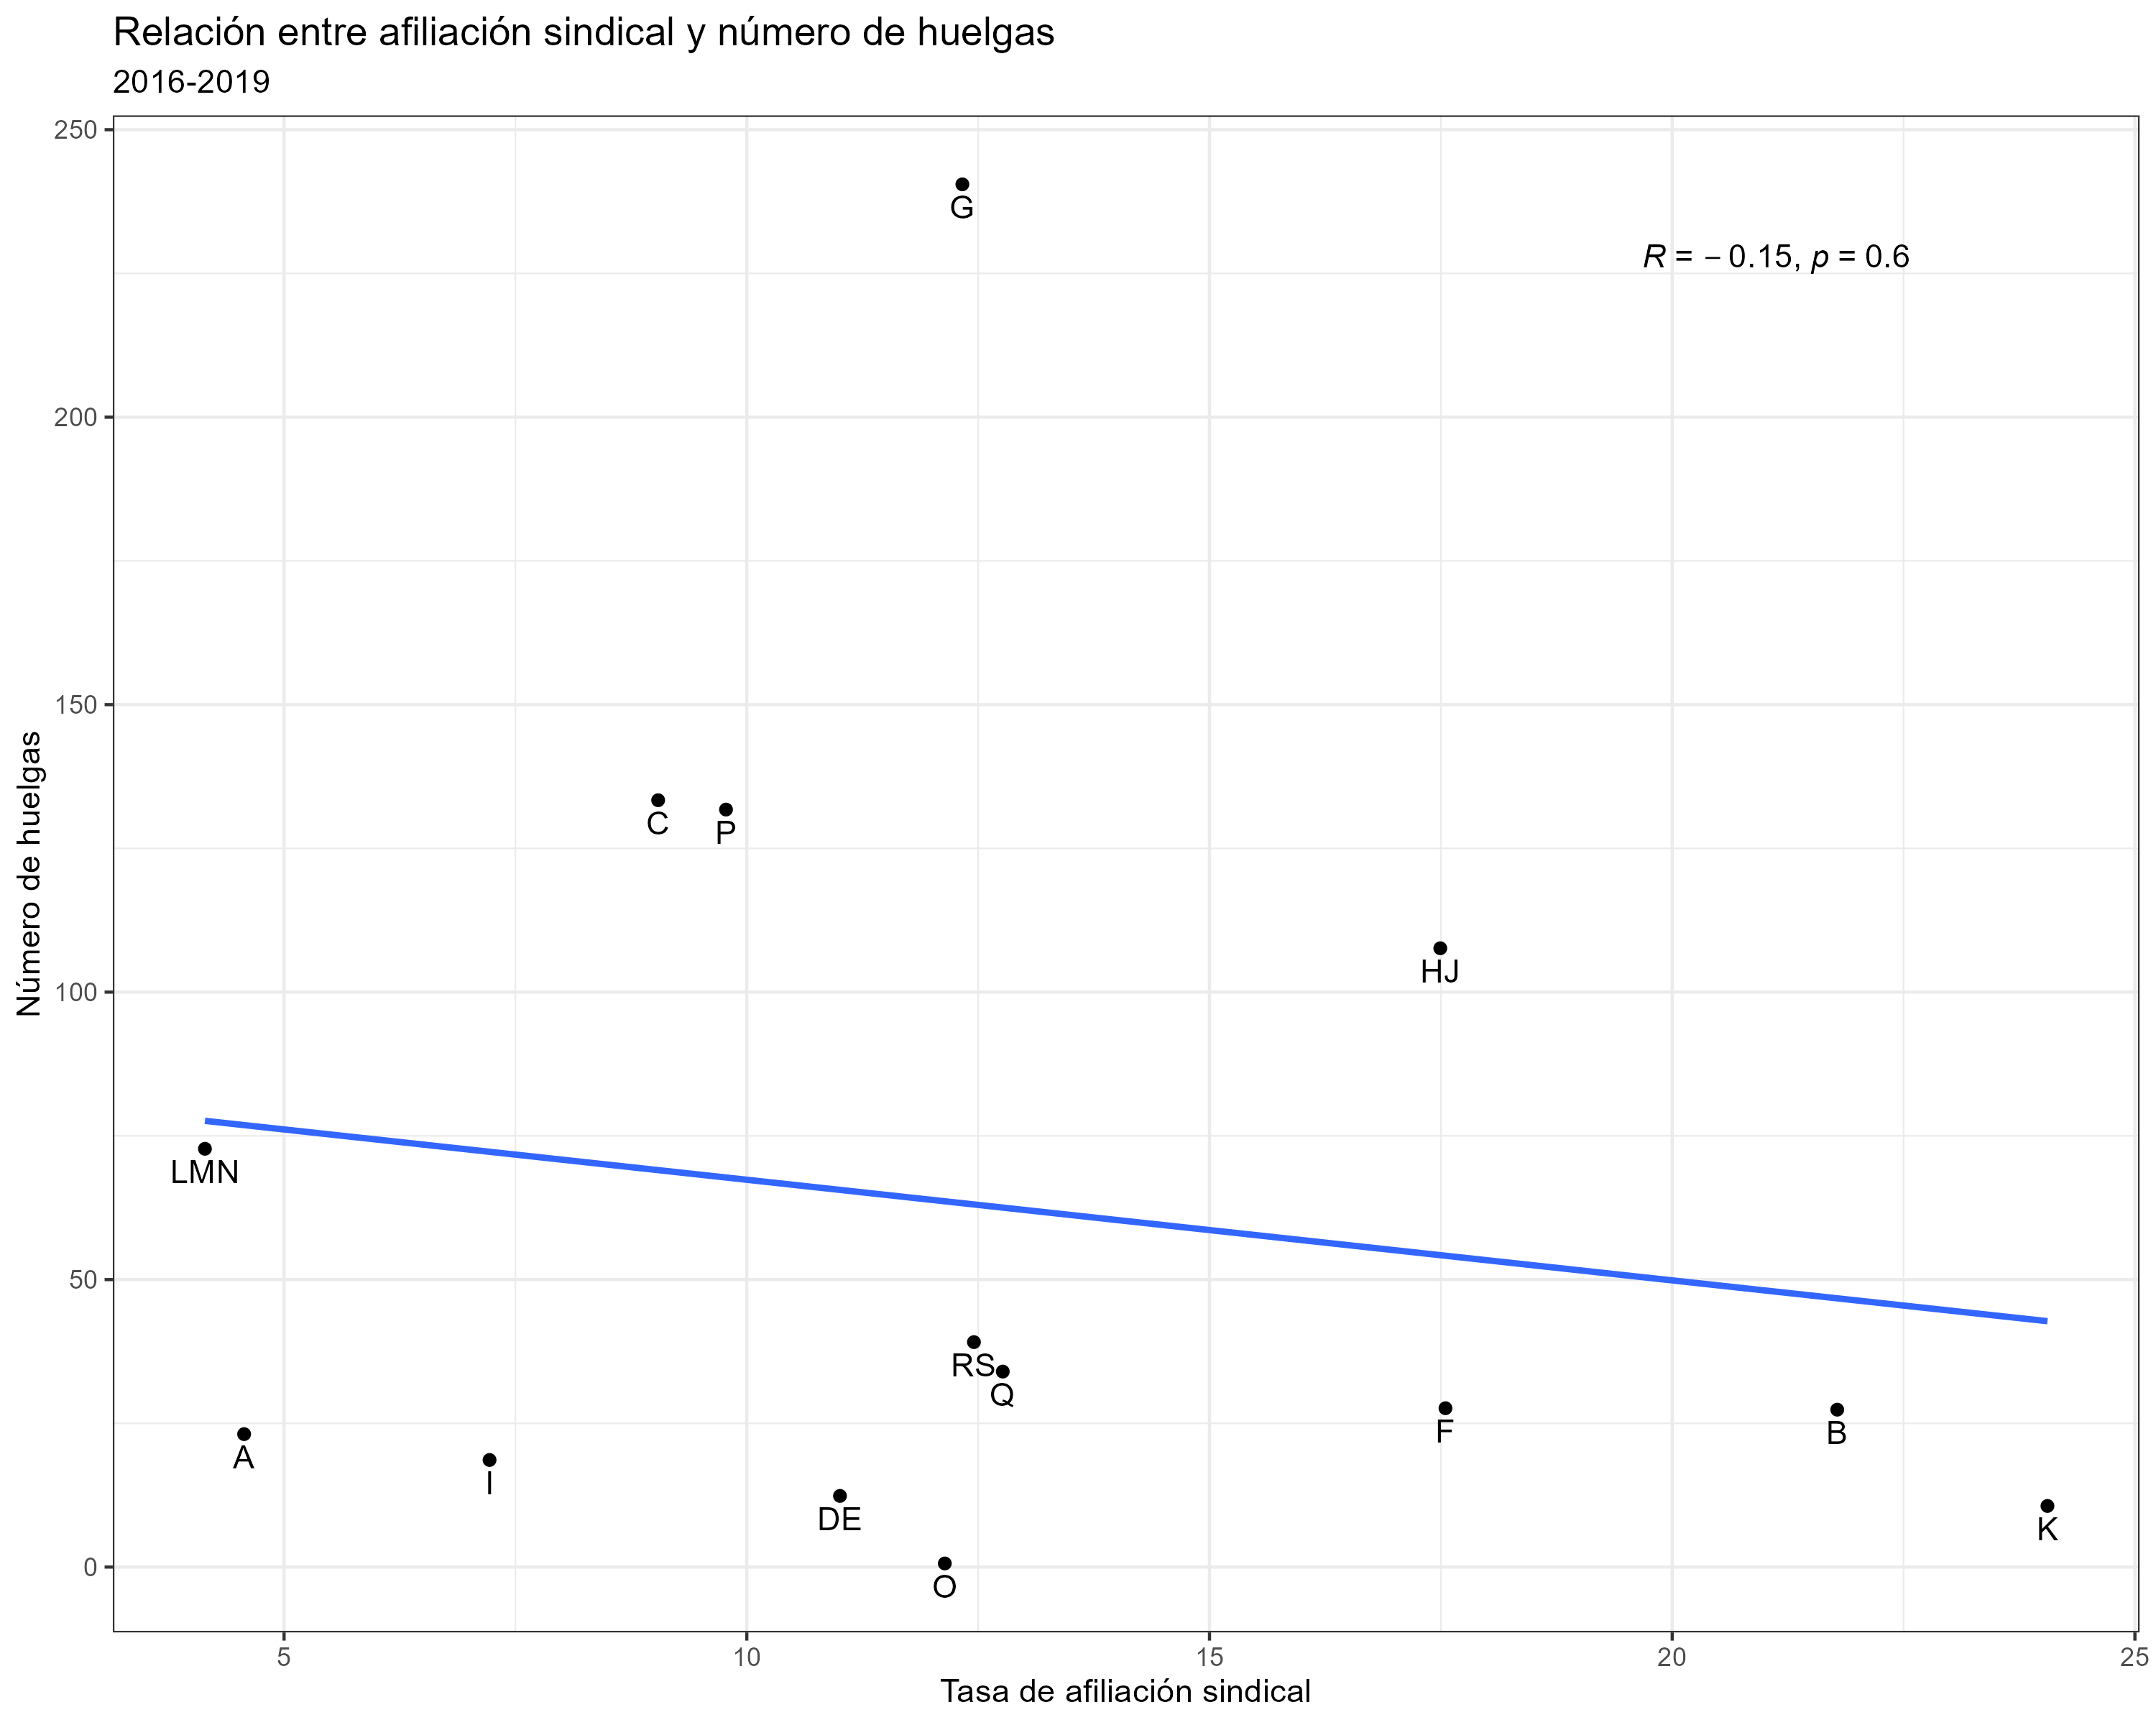 Relación entre afiliación sindical y número de huelgas
2016-2019
250
G
R = − 0.15, p = 0.6
200
150
C
P
HJ
100
LMN
50
RS
Q
F
B
A
I
DE
K
O
0
Número de huelgas
5
10
15
20
25
Tasa de afiliación sindical